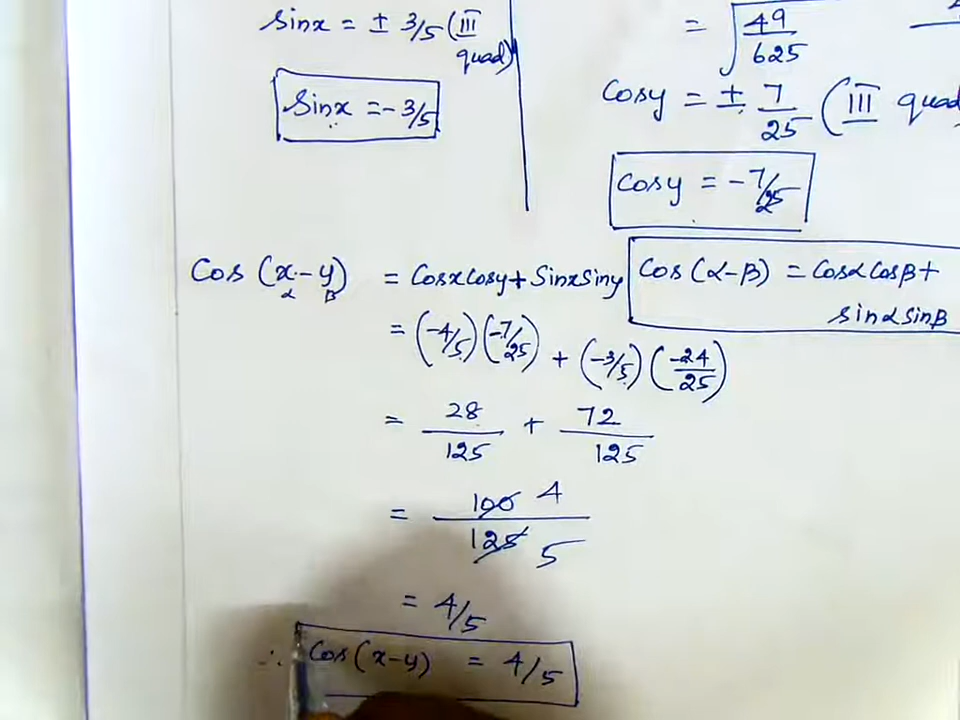 sinx = ± 3/5 (III
quad)
sinx = -3/5
= √49/625
Cosy = ± 7/25 (III quad
Cosy = -7/25
Cos (x - y) = Cosx Cosy + Sinx Siny
α β
Cos (α - β) = Cosα Cosβ +
sinα sinβ
= (-4/5) (-7/25) + (-3/5) (-24/25)
= 28/125 + 72/125
= 100/125 4/5
= 4/5
∴ Cos (x-y) = 4/5